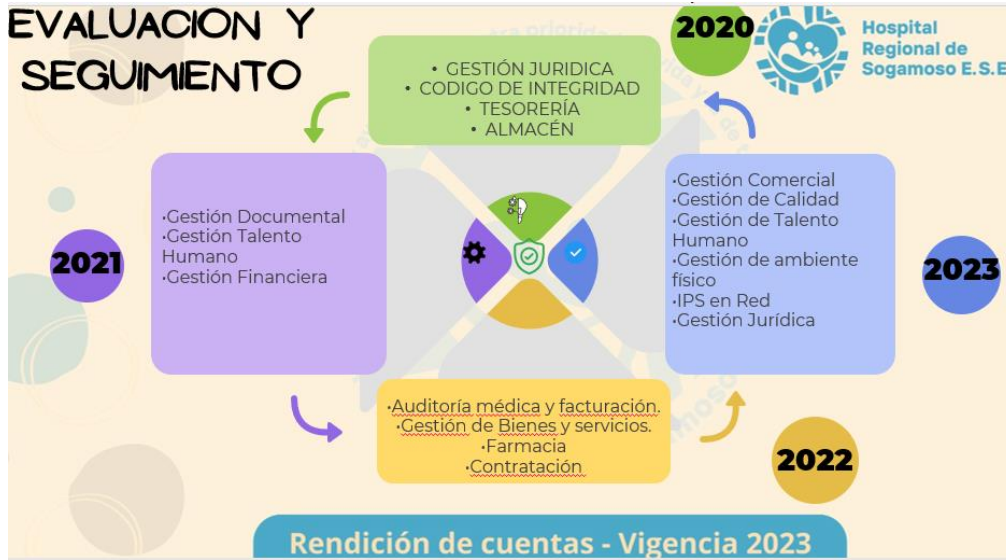 EVALUACION Y
SEGUIMIENTO
2020
Hospital
Regional de
Sogamoso E.S.E
• GESTIÓN JURIDICA
• CODIGO DE INTEGRIDAD
• TESORERÍA
• ALMACÉN
2021
•Gestión Documental
•Gestión Talento
Humano
•Gestión Financiera
•Gestión Comercial
•Gestión de Calidad
•Gestión de Talento
Humano
•Gestión de ambiente
físico
•IPS en Red
•Gestión Jurídica
2023
•Auditoría médica y facturación.
•Gestión de Bienes y servicios.
•Farmacia
•Contratación
2022
Rendición de cuentas - Vigencia 2023